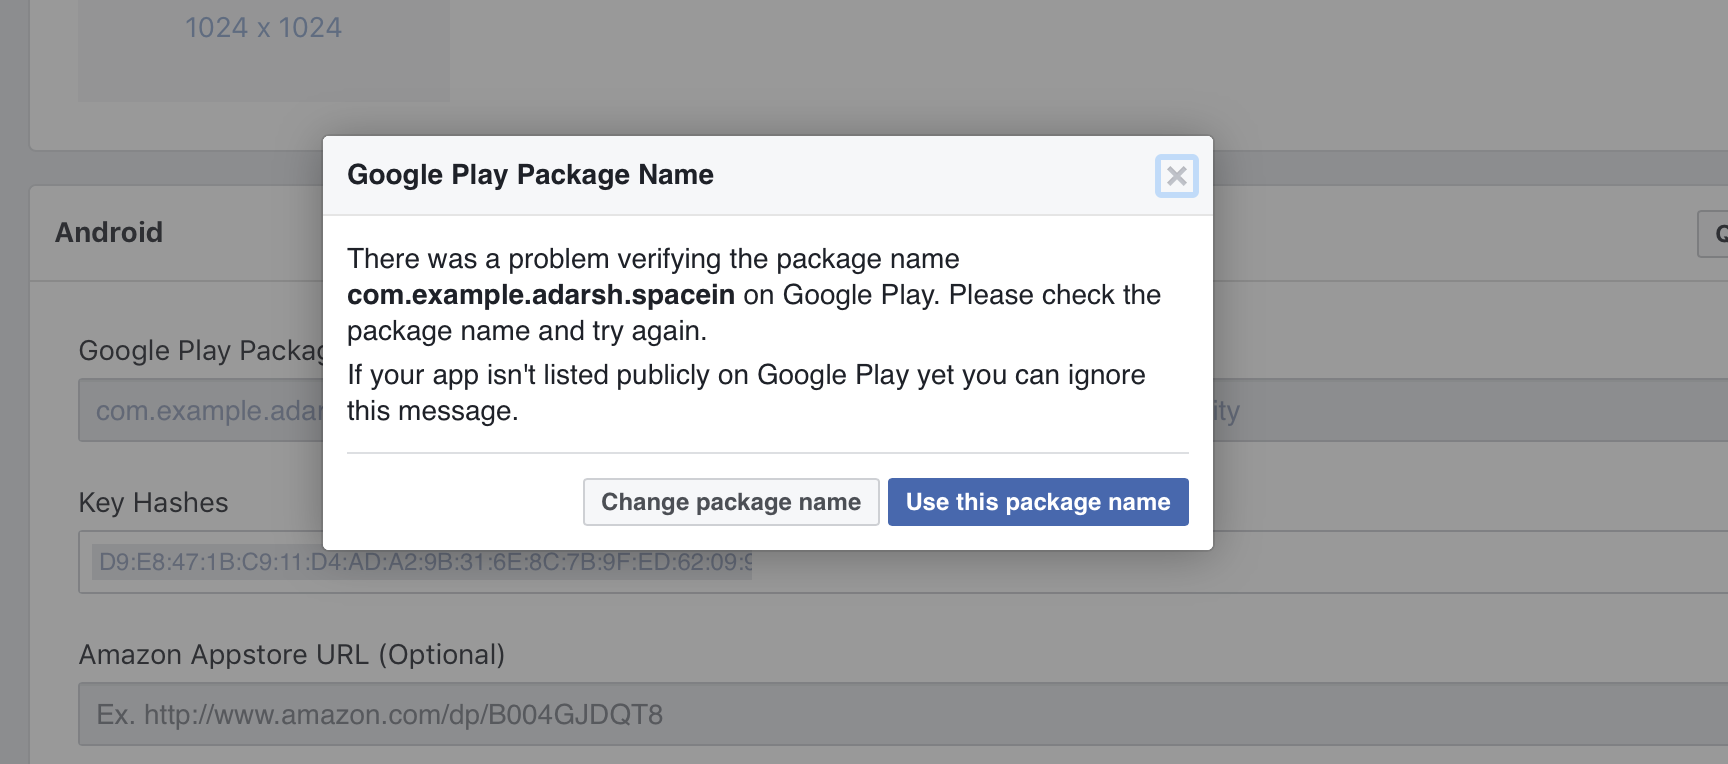 1024 x 1024
Google Play Package Name
There was a problem verifying the package name
com.example.adarsh.spacein on Google Play. Please check the
package name and try again.
If your app isn't listed publicly on Google Play yet you can ignore
this message.
Change package name
Use this package name
Android
Q
Google Play Packag
com.example.adar
ity
Key Hashes
D9:E8:47:1B:C9:11:D4:AD:A2:9B:31:6E:8C:7B:9F:ED:62:09:9
Amazon Appstore URL (Optional)
Ex. http://www.amazon.com/dp/B004GJDQT8